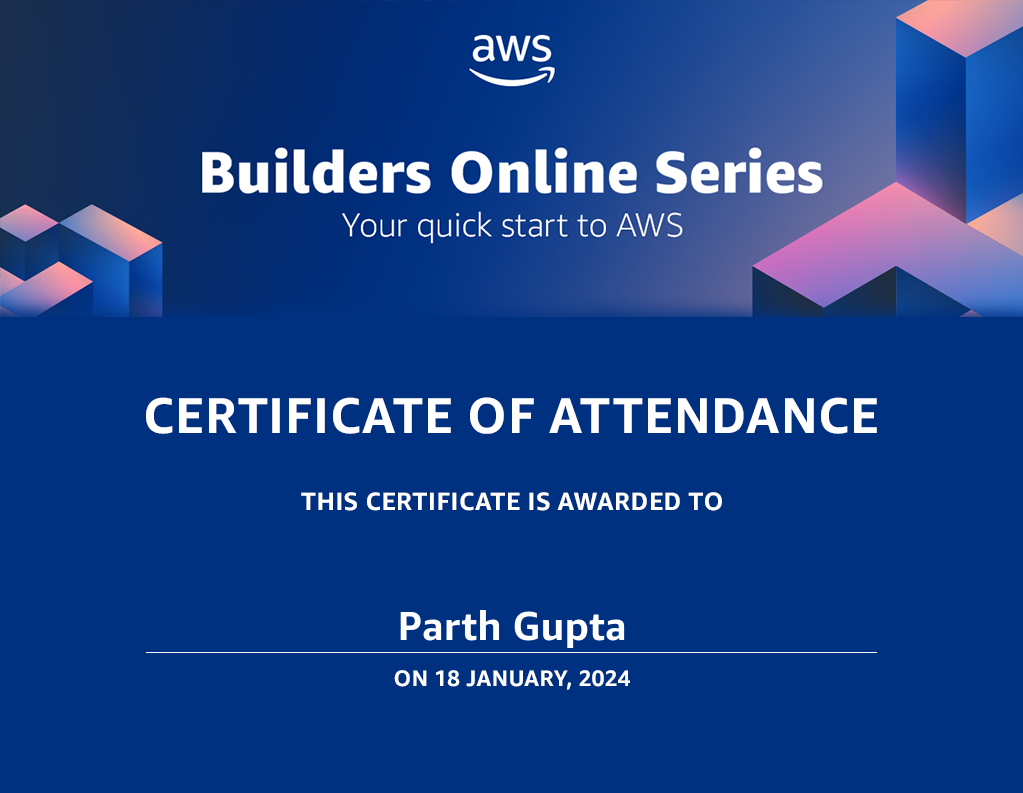 aws
Builders Online Series
Your quick start to AWS
CERTIFICATE OF ATTENDANCE
THIS CERTIFICATE IS AWARDED TO
Parth Gupta
ON 18 JANUARY, 2024